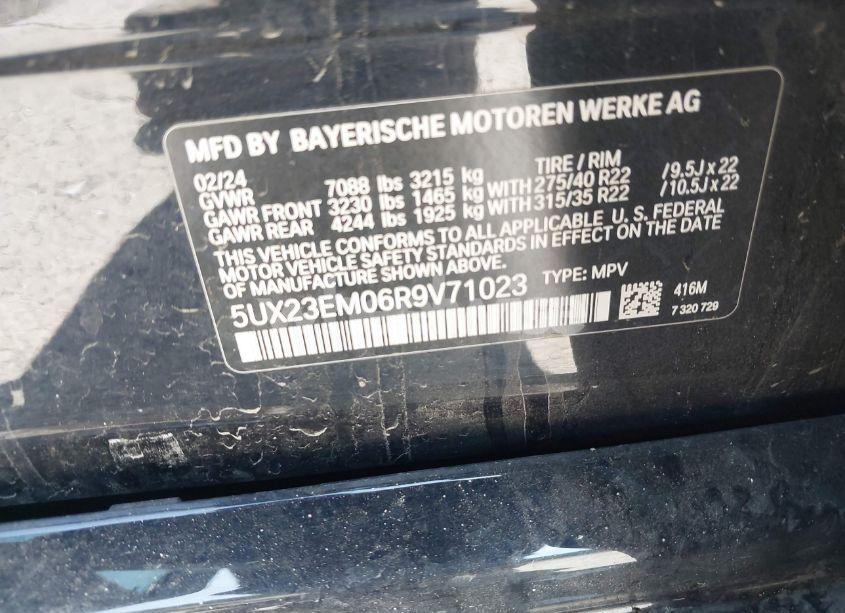 MFD BY BAYERISCHE MOTOREN WERKE AG
02/24 TIRE / RIM
GVWR 7088 lbs 3215 kg
GAWR FRONT 3230 lbs 1465 kg WITH 275/40 R22 /9.5J x 22
GAWR REAR 4244 lbs 1925 kg WITH 315/35 R22 /10.5J x 22
THIS VEHICLE CONFORMS TO ALL APPLICABLE U. S. FEDERAL
MOTOR VEHICLE SAFETY STANDARDS IN EFFECT ON THE DATE
OF MANUFACTURE SHOWN ABOVE.
5UX23EM06R9V71023 TYPE: MPV
416M
7 320 729